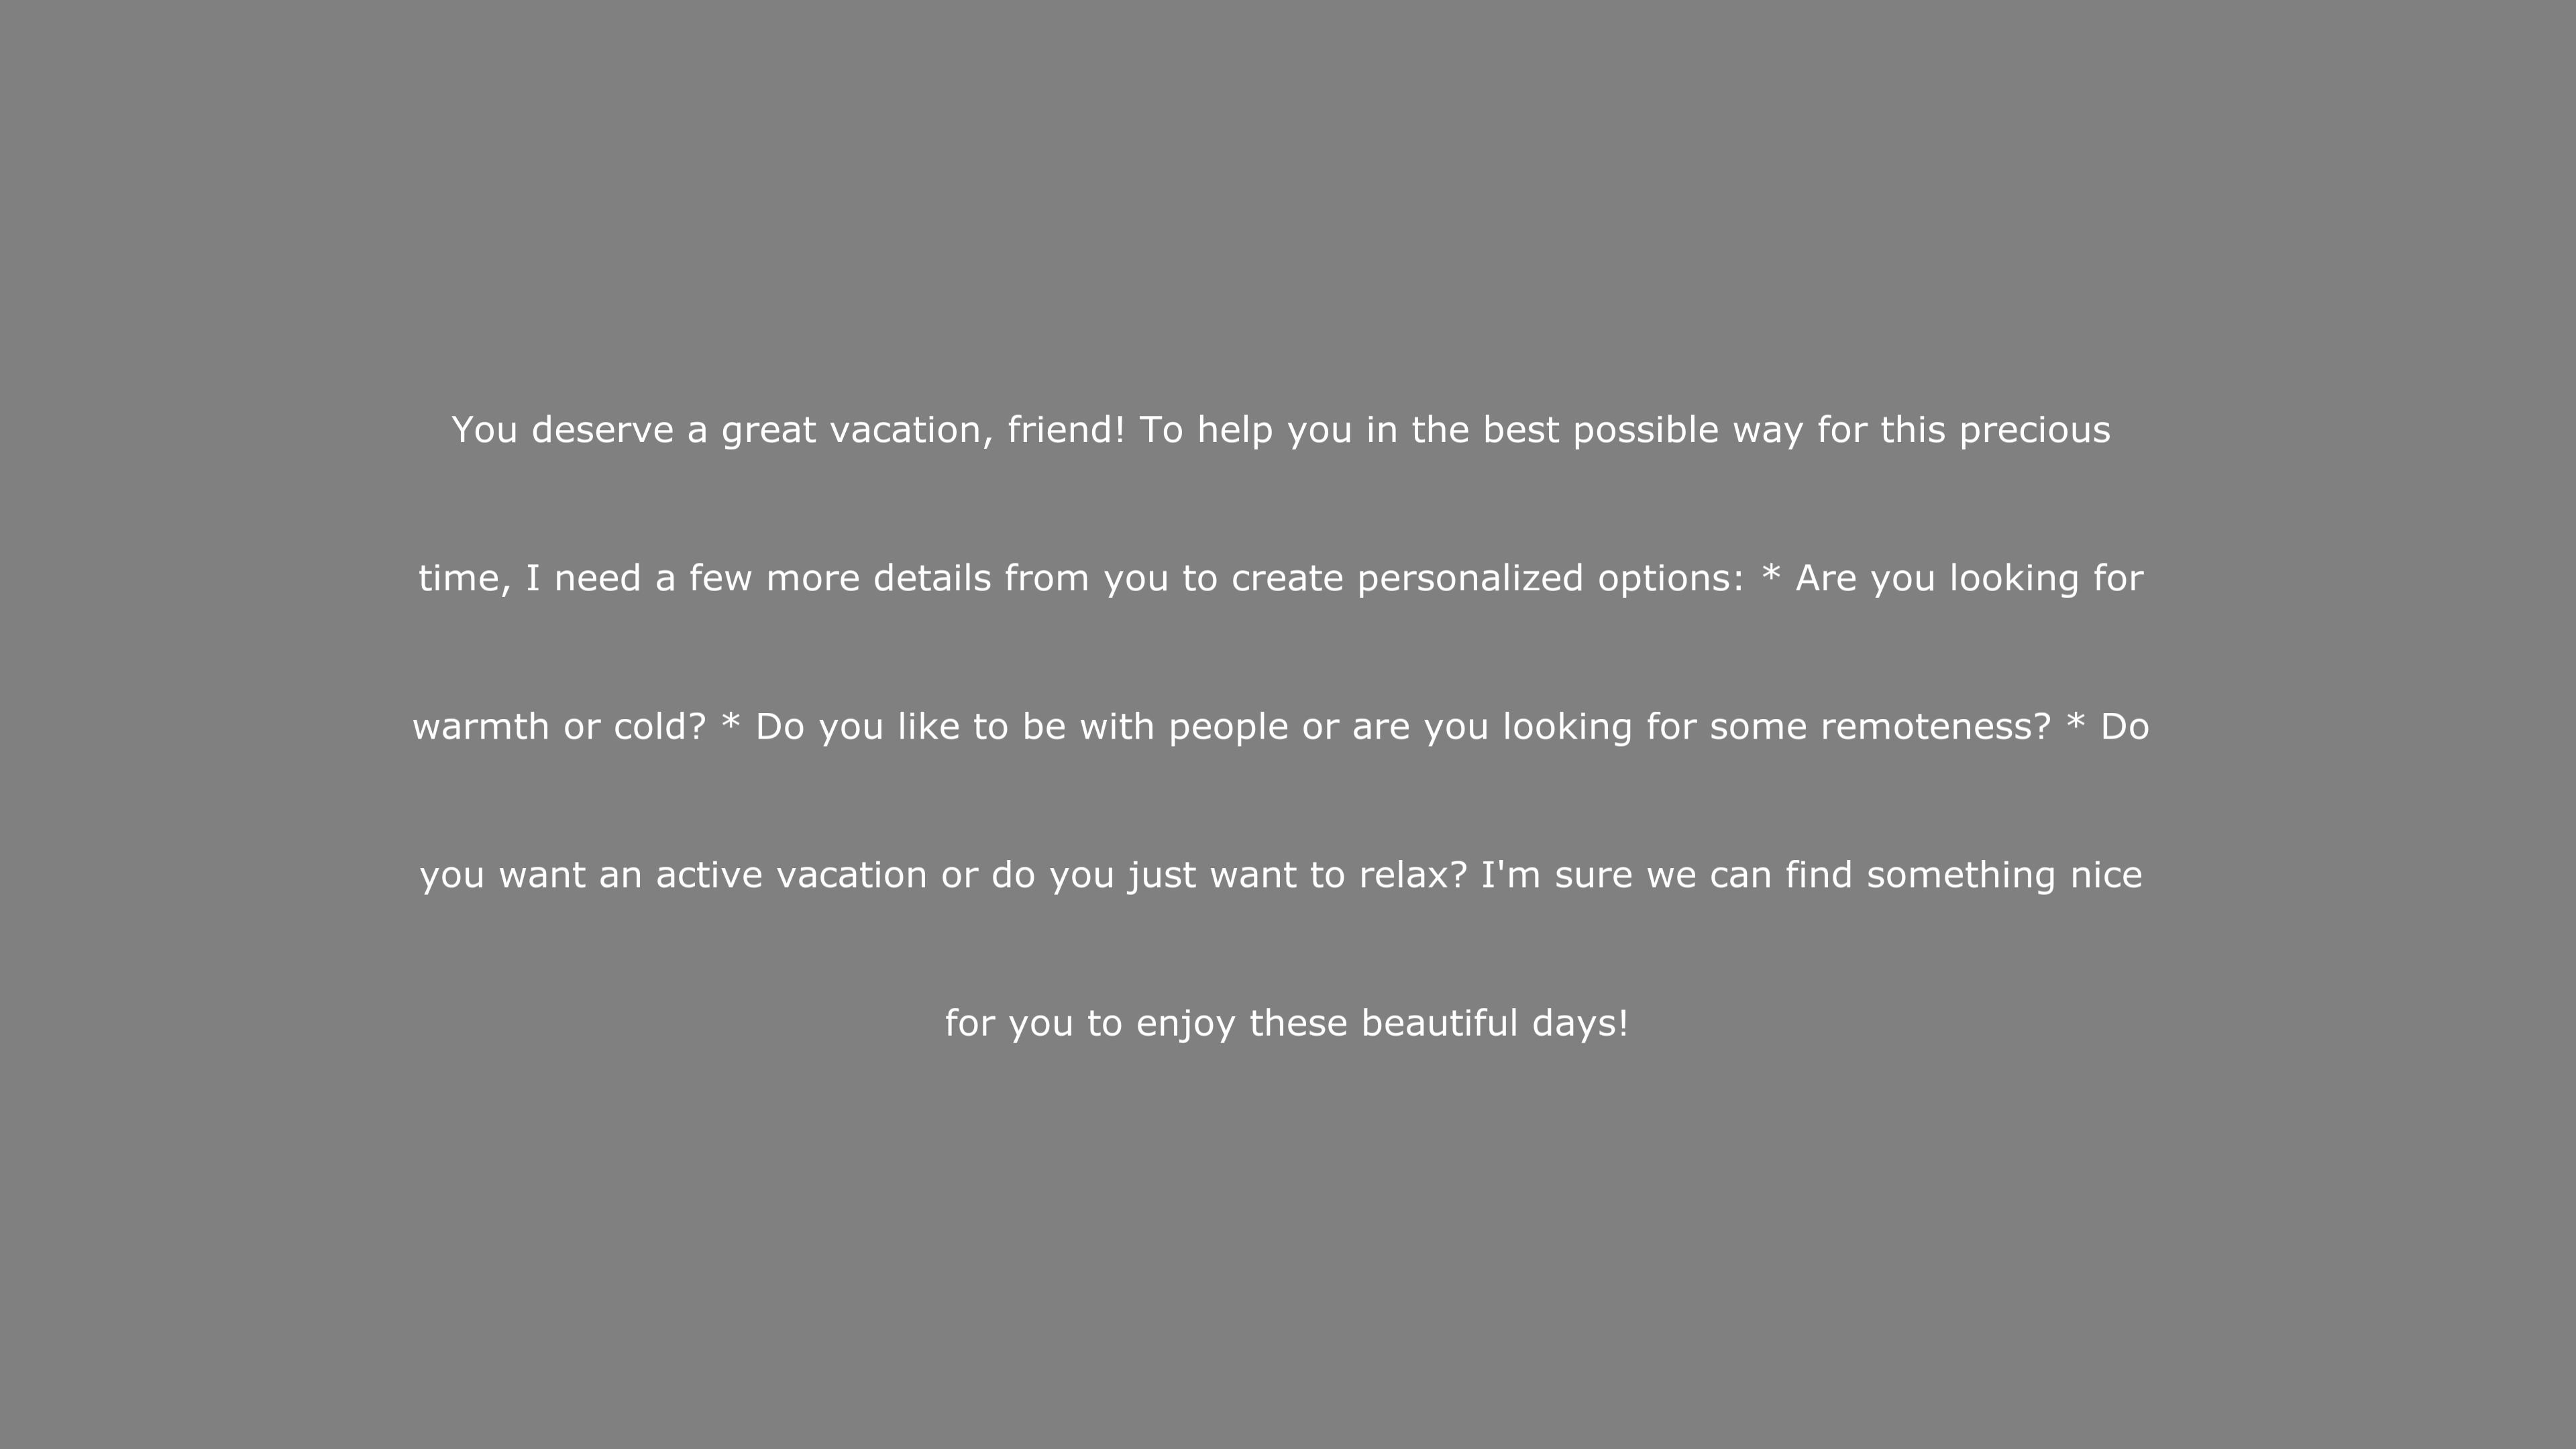 You deserve a great vacation, friend! To help you in the best possible way for this precious
time, I need a few more details from you to create personalized options: * Are you looking for
warmth or cold? * Do you like to be with people or are you looking for some remoteness? * Do
you want an active vacation or do you just want to relax? I'm sure we can find something nice
for you to enjoy these beautiful days!